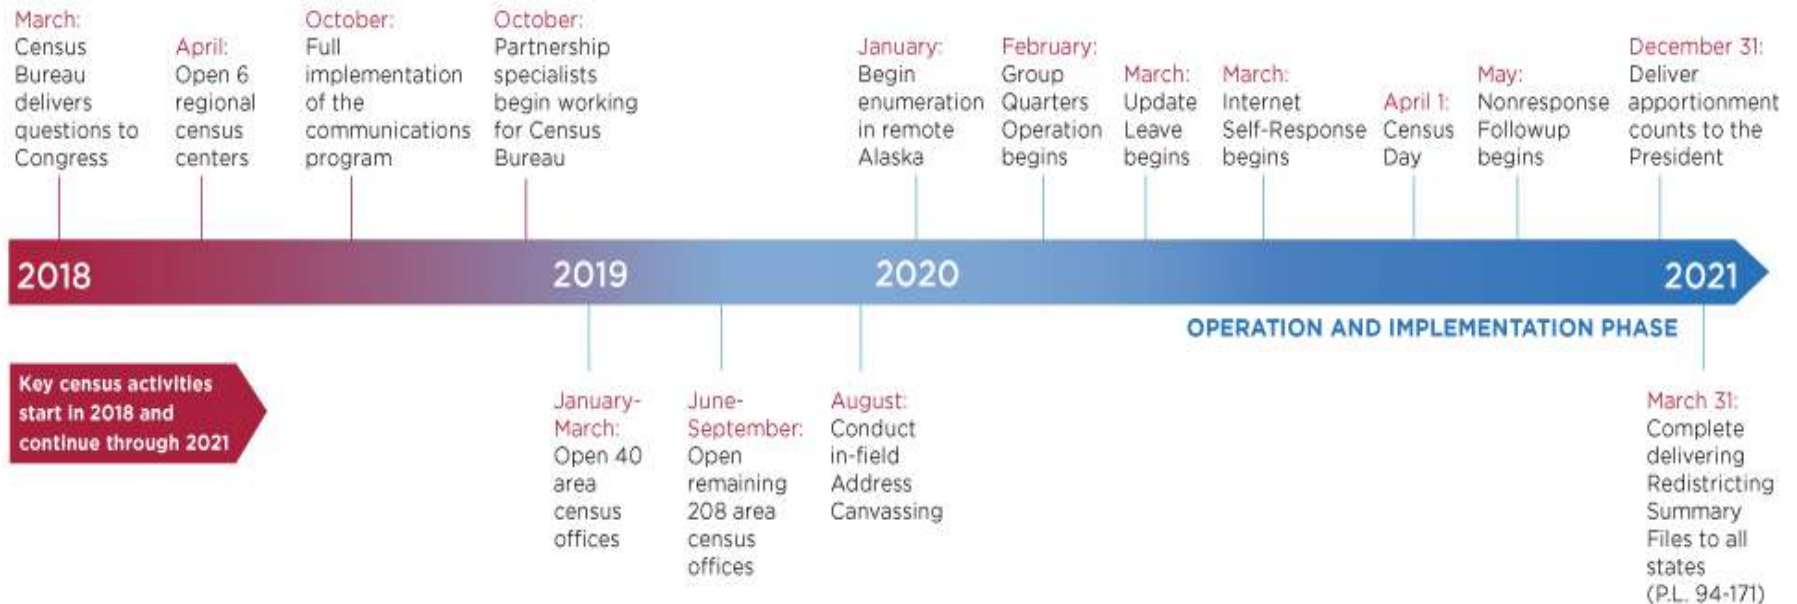 March:
Census
Bureau
delivers
questions to
Congress
April:
Open 6
regional
census
centers
October:
Full
implementation
of the
communications
program
October:
Partnership
specialists
begin working
for Census
Bureau
January:
Begin
enumeration
in remote
Alaska
February:
Group
Quarters
Operation
begins
March:
Update
Leave
begins
March:
Internet
Self-Response
begins
April 1:
Census
Day
May:
Nonresponse
Followup
begins
December 31:
Deliver
apportionment
counts to the
President
2018
2019
2020
2021
OPERATION AND IMPLEMENTATION PHASE
Key census activities
start in 2018 and
continue through 2021
January-
March:
Open 40
area
census
offices
June-
September:
Open
remaining
208 area
census
offices
August:
Conduct
in-field
Address
Canvassing
March 31:
Complete
delivering
Redistricting
Summary
Files to all
states
(P.L. 94-171)